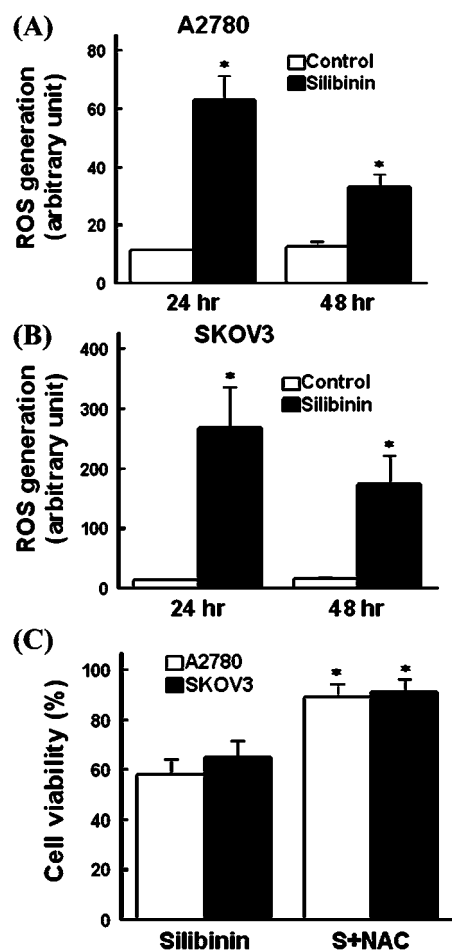 (A)
A2780
ROS generation
(arbitrary unit)
80
60
40
20
0
*
*
Control
Silibinin
24 hr
48 hr
(B)
SKOV3
ROS generation
(arbitrary unit)
400
300
200
100
0
*
*
Control
Silibinin
24 hr
48 hr
(C)
Cell viability (%)
100
80
60
40
20
0
A2780
SKOV3
*
*
Silibinin
S+NAC